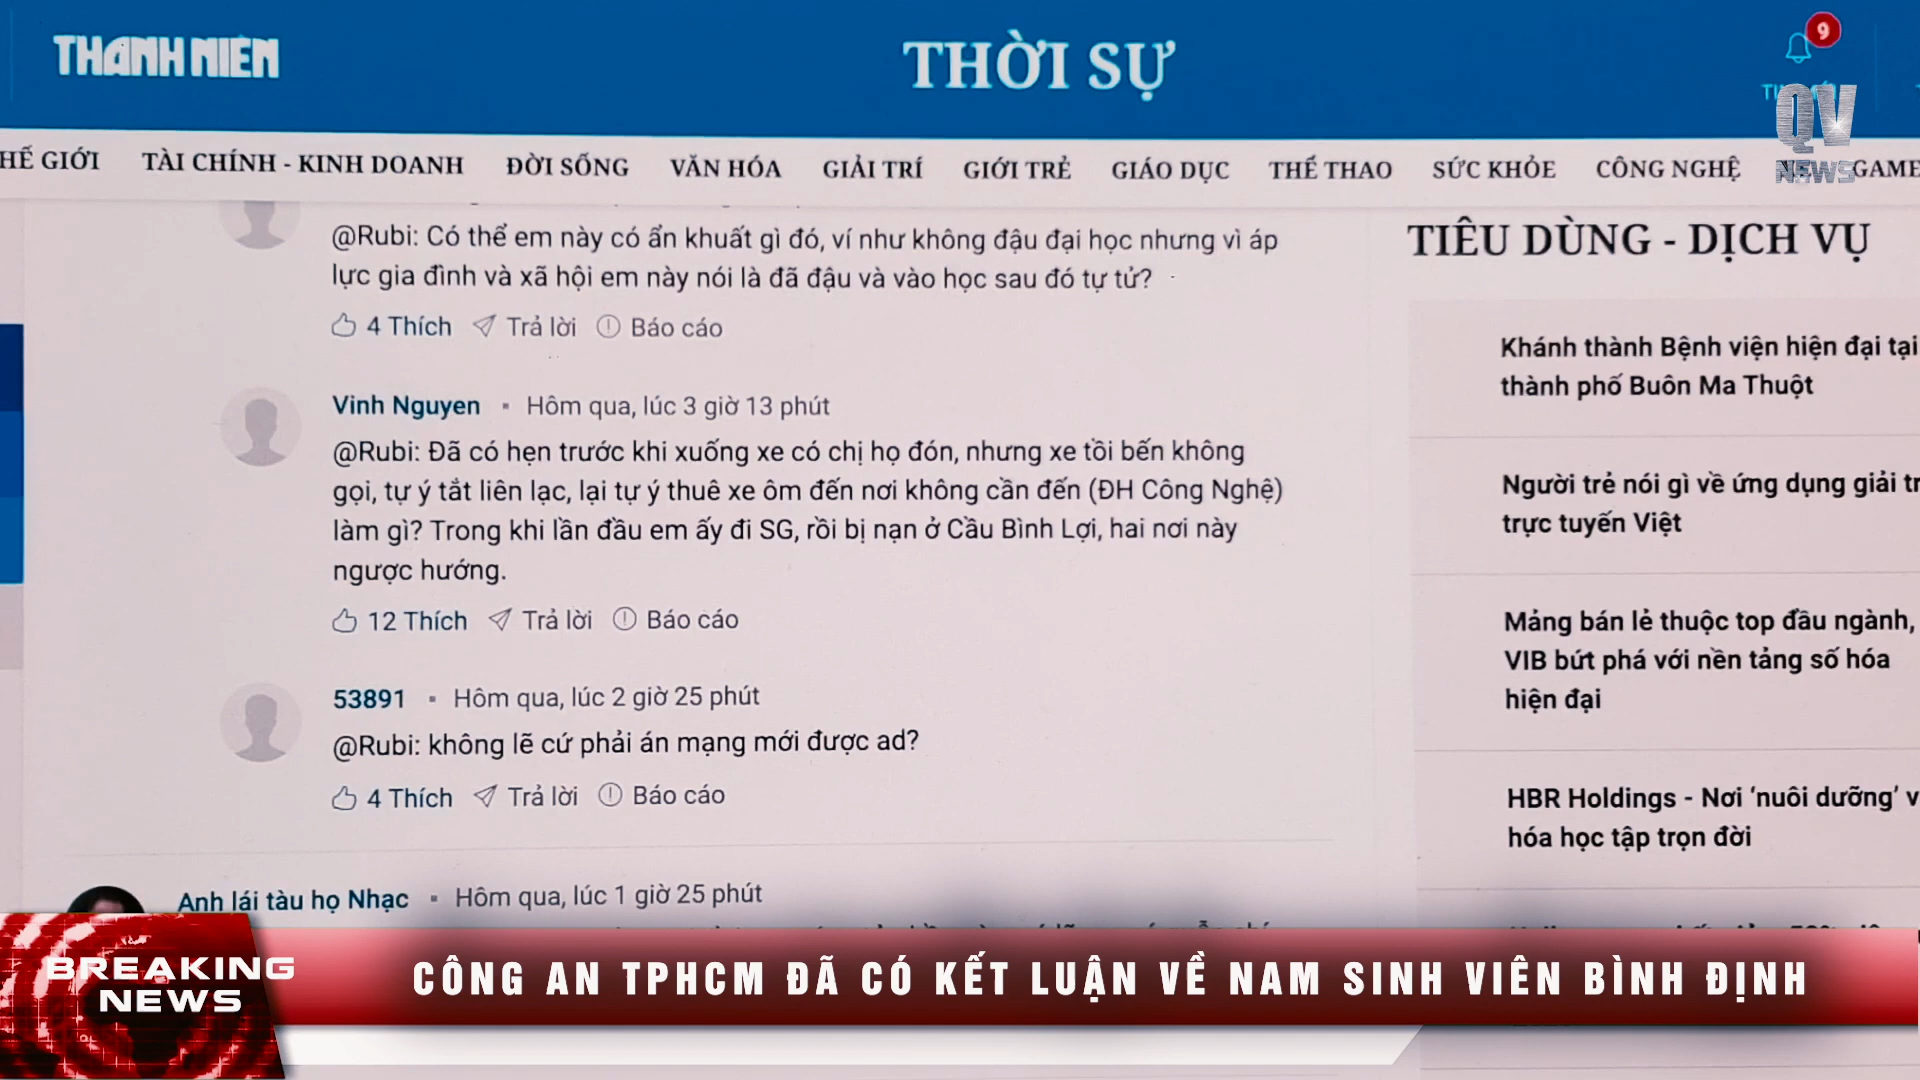 THANH NIÊN
THỜI SỰ
9
QV
NEWS
HẾ GIỚI TÀI CHÍNH - KINH DOANH ĐỜI SỐNG VĂN HÓA GIẢI TRÍ GIỚI TRẺ GIÁO DỤC THỂ THAO SỨC KHỎE CÔNG NGHỆ GAME
@Rubi: Có thể em này có ẩn khuất gì đó, ví như không đậu đại học nhưng vì áp
lực gia đình và xã hội em này nói là đã đậu và vào học sau đó tự tử?
4 Thích Trả lời Báo cáo
Vinh Nguyen • Hôm qua, lúc 3 giờ 13 phút
@Rubi: Đã có hẹn trước khi xuống xe có chị họ đón, nhưng xe tồi bến không
gọi, tự ý tắt liên lạc, lại tự ý thuê xe ôm đến nơi không cần đến (ĐH Công Nghệ)
làm gì? Trong khi lần đầu em ấy đi SG, rồi bị nạn ở Cầu Bình Lợi, hai nơi này
ngược hướng.
12 Thích Trả lời Báo cáo
53891 • Hôm qua, lúc 2 giờ 25 phút
@Rubi: không lẽ cứ phải án mạng mới được ad?
4 Thích Trả lời Báo cáo
Anh lái tàu họ Nhạc • Hôm qua, lúc 1 giờ 25 phút
TIÊU DÙNG - DỊCH VỤ
Khánh thành Bệnh viện hiện đại tại
thành phố Buôn Ma Thuột
Người trẻ nói gì về ứng dụng giải tr
trực tuyến Việt
Mảng bán lẻ thuộc top đầu ngành,
VIB bứt phá với nền tảng số hóa
hiện đại
HBR Holdings - Nơi ‘nuôi dưỡng’ v
hóa học tập trọn đời
BREAKING
NEWS
CÔNG AN TPHCM ĐÃ CÓ KẾT LUẬN VỀ NAM SINH VIÊN BÌNH ĐỊNH